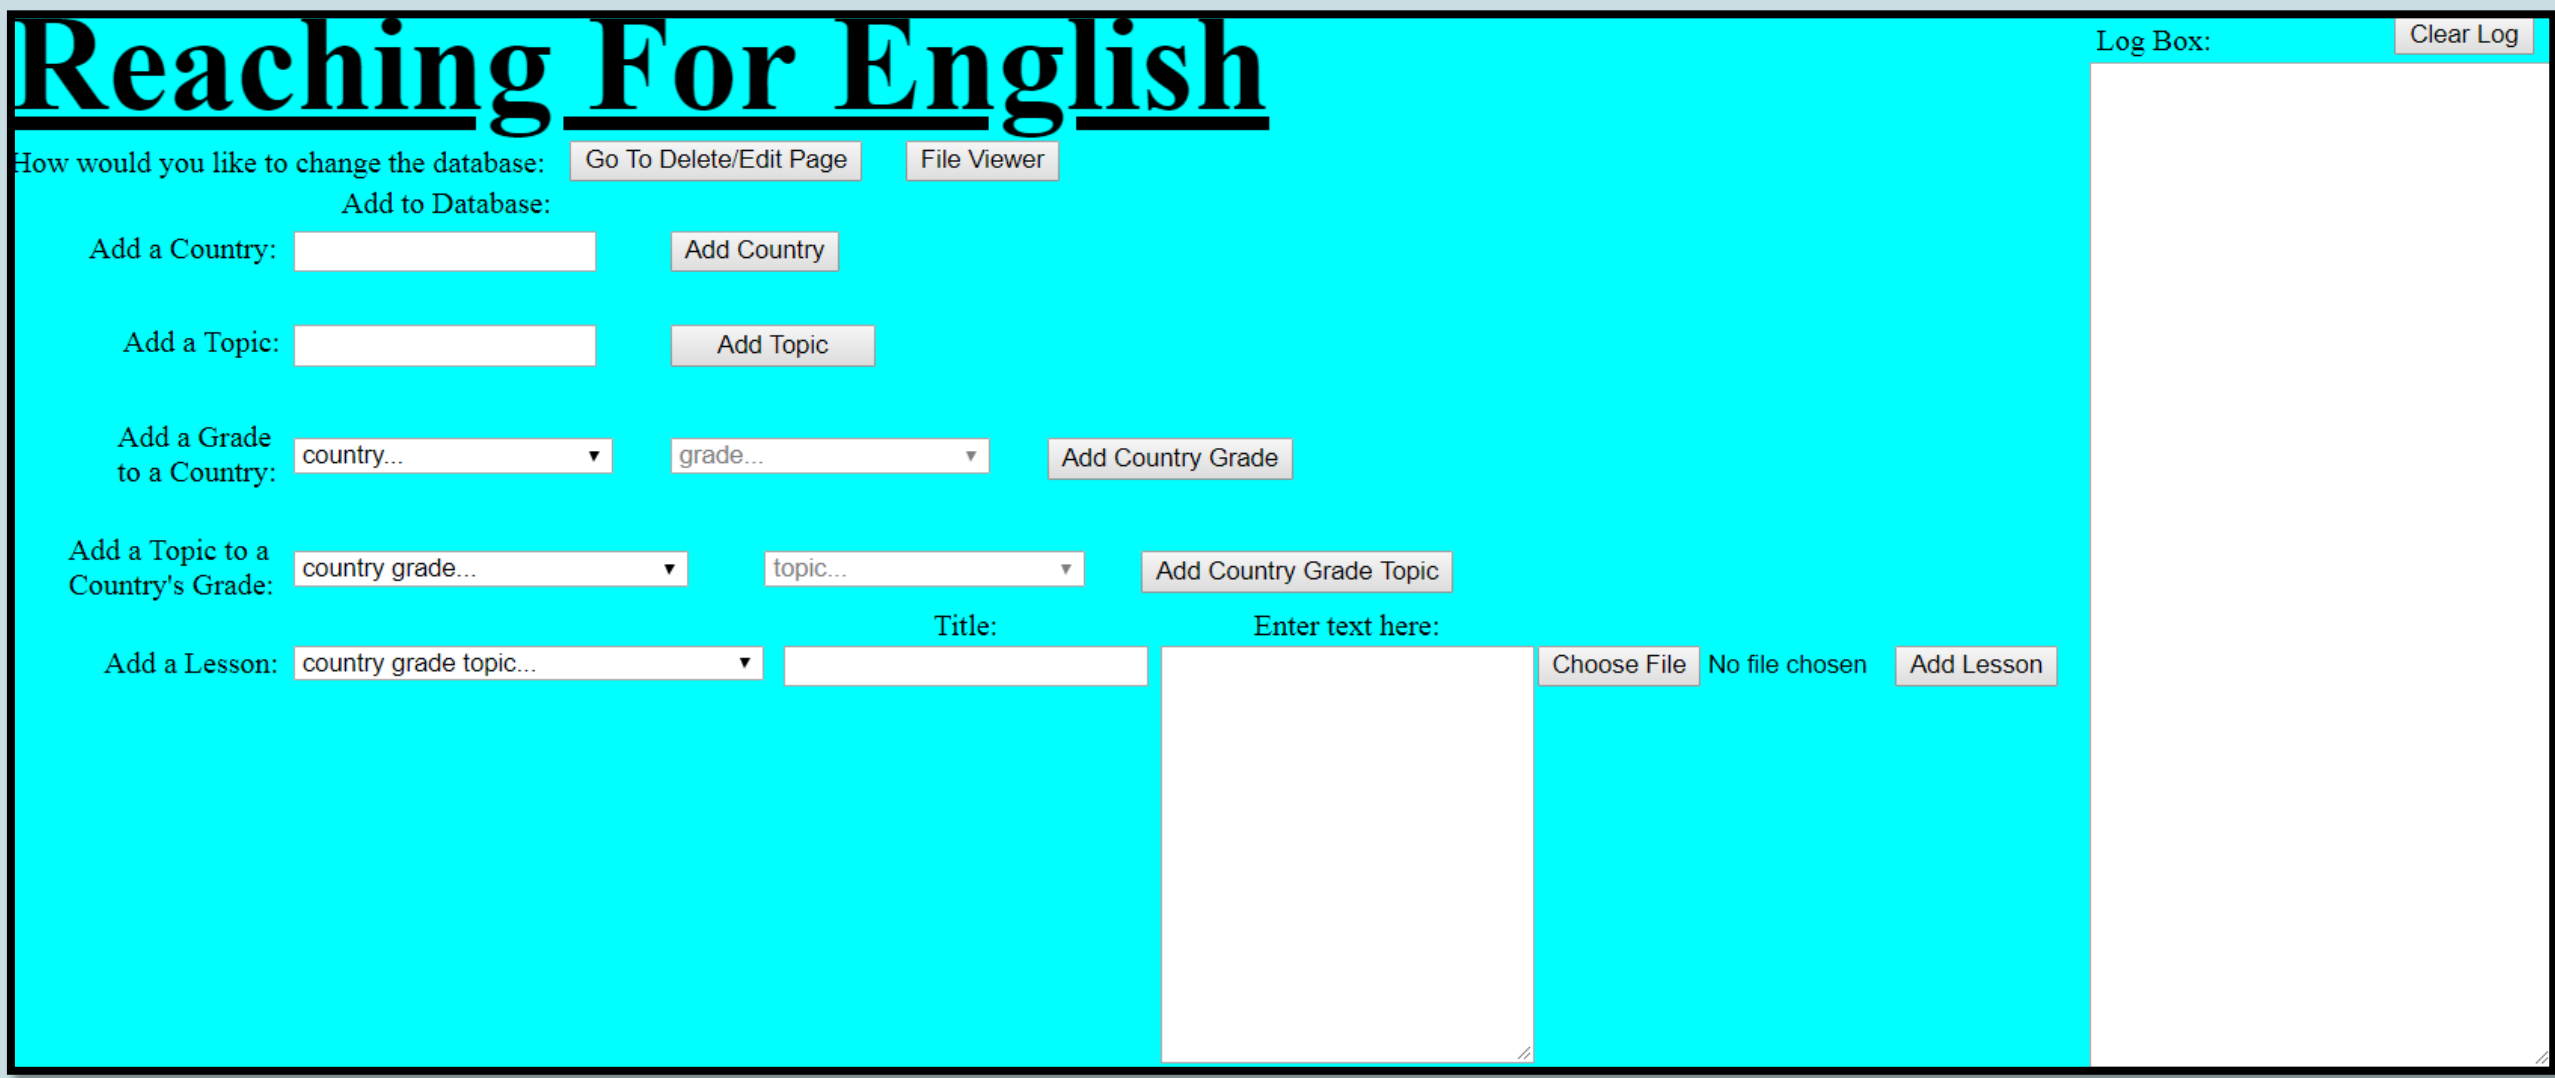 Reaching For English
Log Box:
Clear Log
How would you like to change the database:
Go To Delete/Edit Page
File Viewer
Add to Database:
Add a Country:
Add Country
Add a Topic:
Add Topic
Add a Grade
to a Country:
country...
grade...
Add Country Grade
Add a Topic to a
Country's Grade:
country grade...
topic...
Add Country Grade Topic
Title:
Enter text here:
Add a Lesson:
country grade topic...
Choose File
No file chosen
Add Lesson